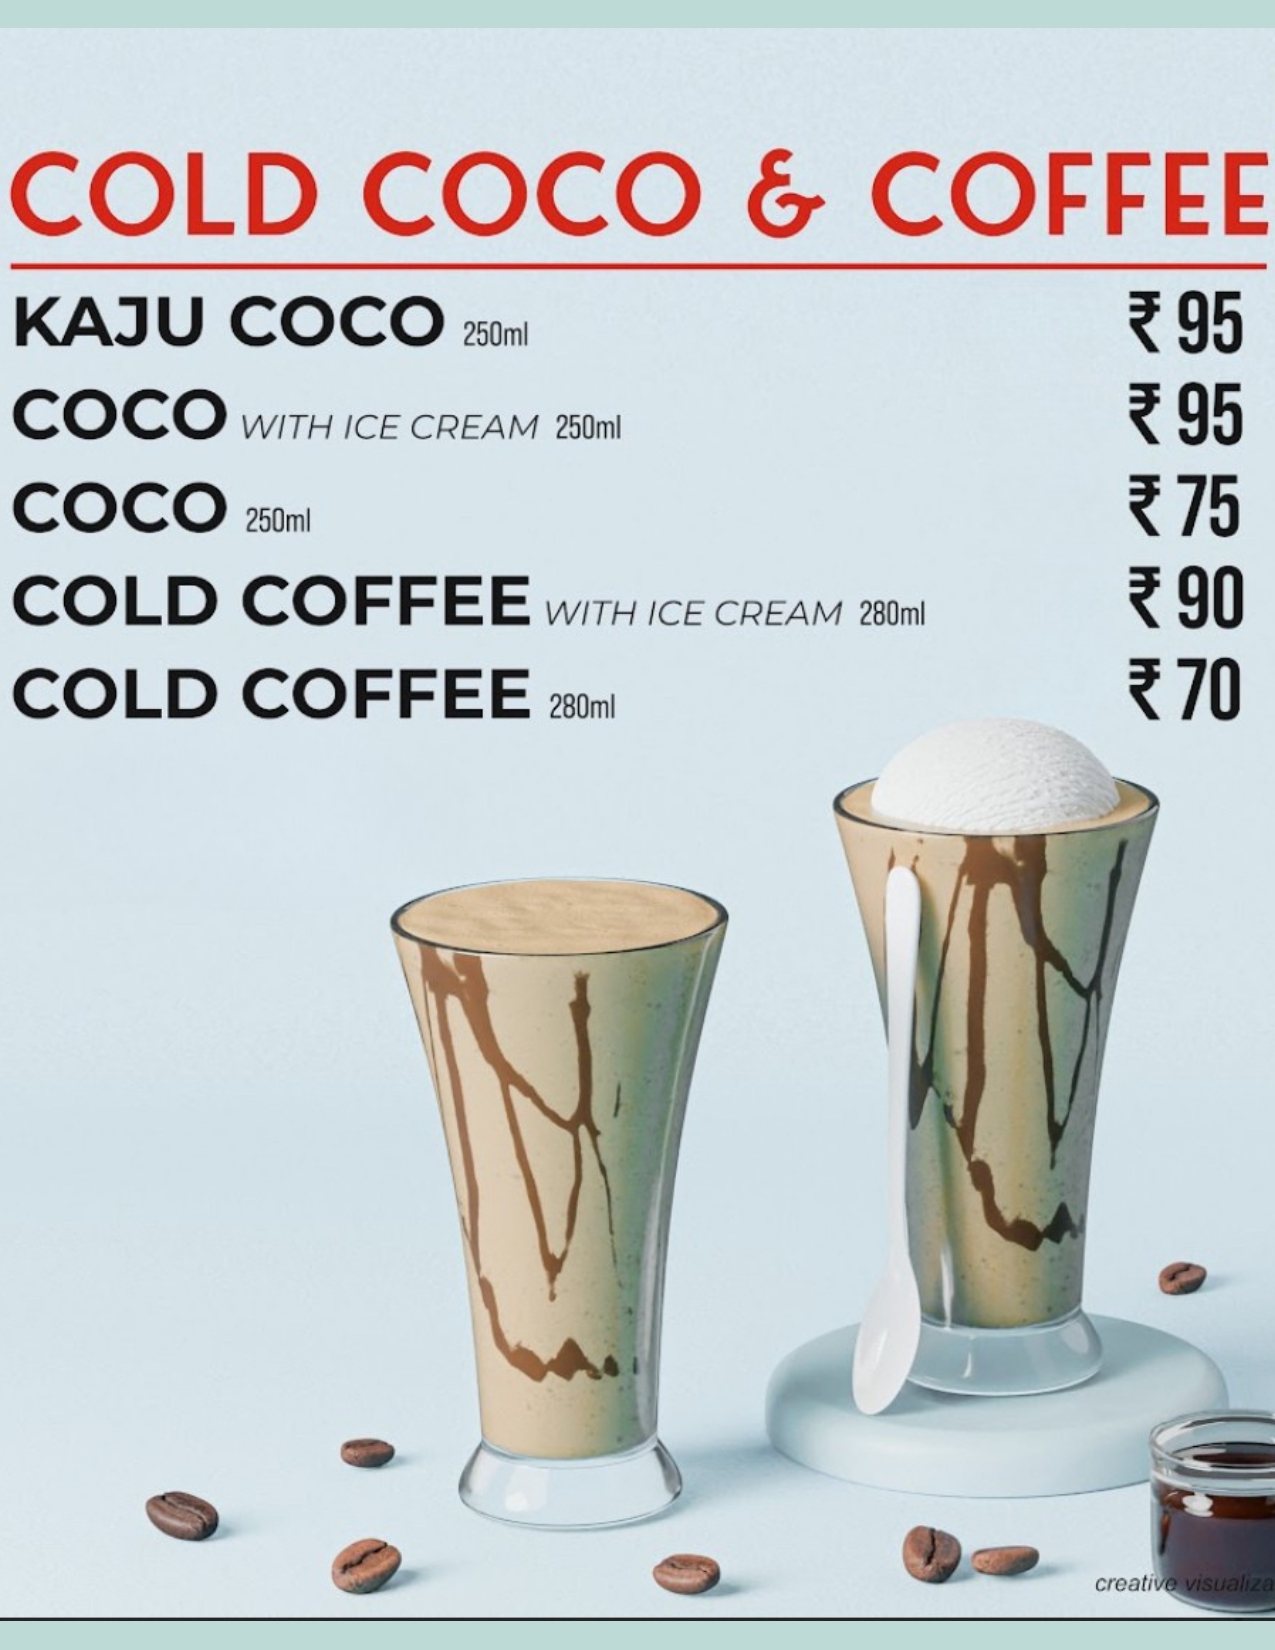 COLD COCO & COFFEE
KAJU COCO 250ml ₹ 95
COCO WITH ICE CREAM 250ml ₹ 95
COCO 250ml ₹ 75
COLD COFFEE WITH ICE CREAM 280ml ₹ 90
COLD COFFEE 280ml ₹ 70
creative visualiza